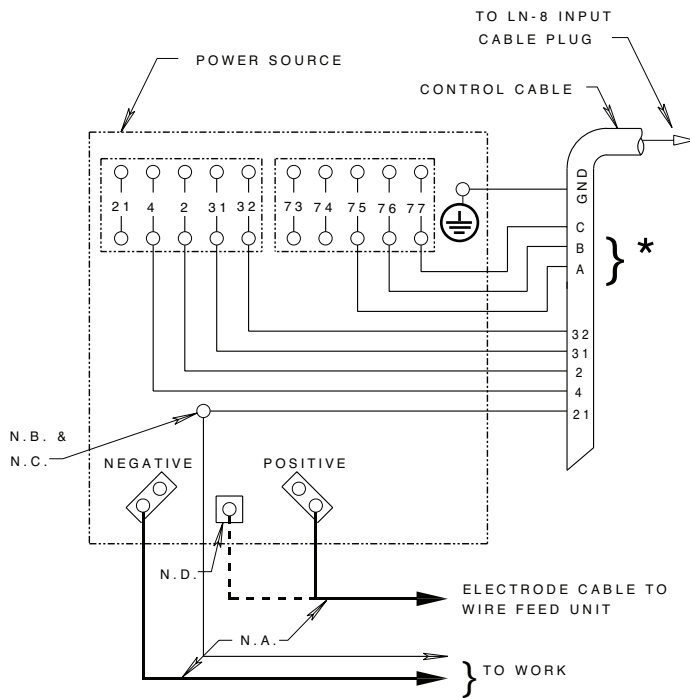 TO LN-8 INPUT
CABLE PLUG
POWER SOURCE
CONTROL CABLE
21 4 2 31 32 73 74 75 76 77
GND
C
B
A
} *
32
31
2
4
21
N.B. &
N.C.
NEGATIVE
POSITIVE
N.D.
ELECTRODE CABLE TO
WIRE FEED UNIT
N.A.
} TO WORK